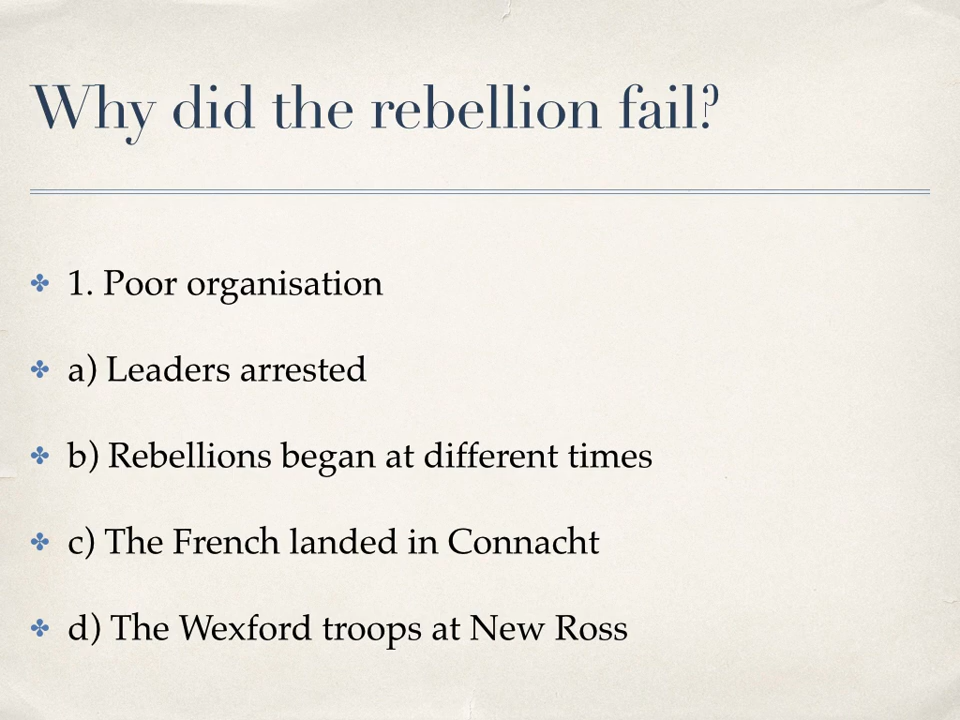 Why did the rebellion fail?
1. Poor organisation
a) Leaders arrested
b) Rebellions began at different times
c) The French landed in Connacht
d) The Wexford troops at New Ross